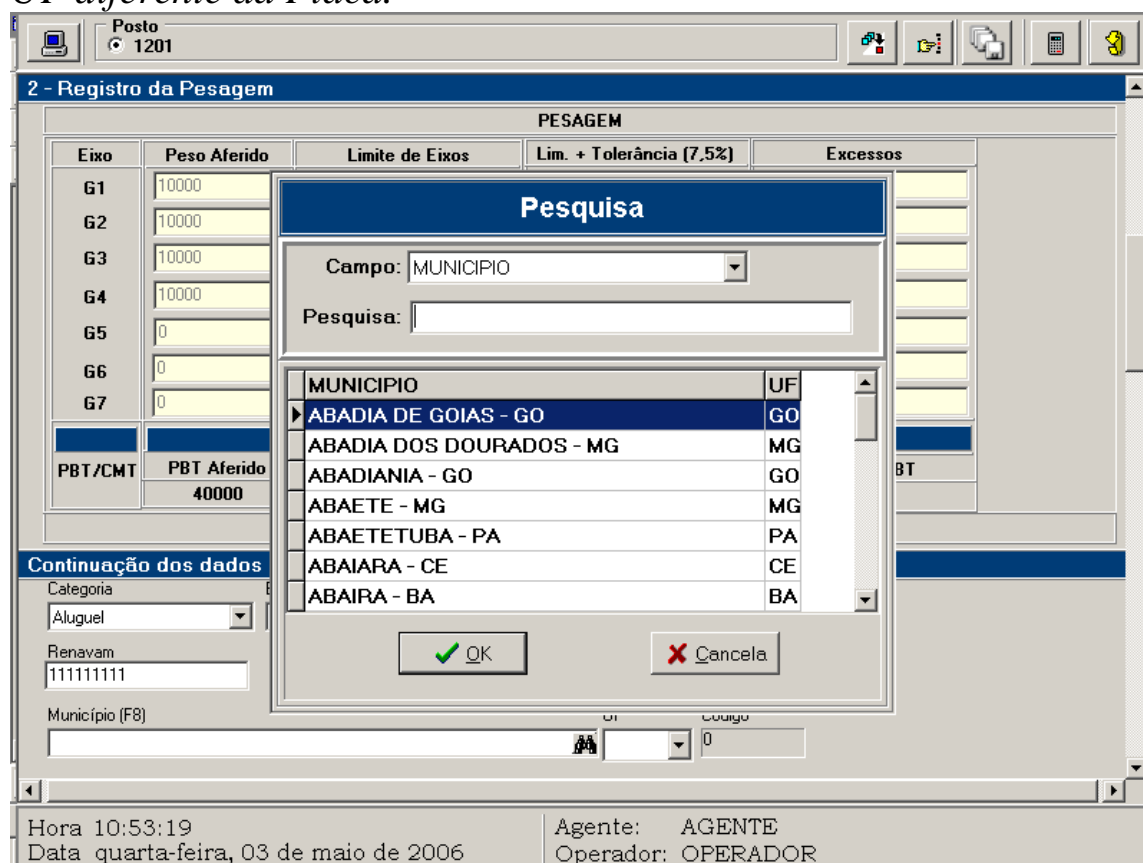 UF diferente da Placa.
Posto
1201
2 - Registro da Pesagem
PESAGEM
Eixo Peso Aferido Limite de Eixos Lim. + Tolerância (7,5%) Excessos
G1 10000
G2 10000
G3 10000
G4 10000
G5 0
G6 0
G7 0
PBT/CMT PBT Aferido BT
40000
Pesquisa
Campo: MUNICIPIO
Pesquisa:
MUNICIPIO UF
ABADIA DE GOIAS - GO GO
ABADIA DOS DOURADOS - MG MG
ABADIANIA - GO GO
ABAETE - MG MG
ABAETETUBA - PA PA
ABAIARA - CE CE
ABAIRA - BA BA
OK Cancela
Continuação dos dados
Categoria
Aluguel
Renavam
111111111
Município (F8) UF Código
0
Hora 10:53:19 Agente: AGENTE
Data quarta-feira, 03 de maio de 2006 Operador: OPERADOR